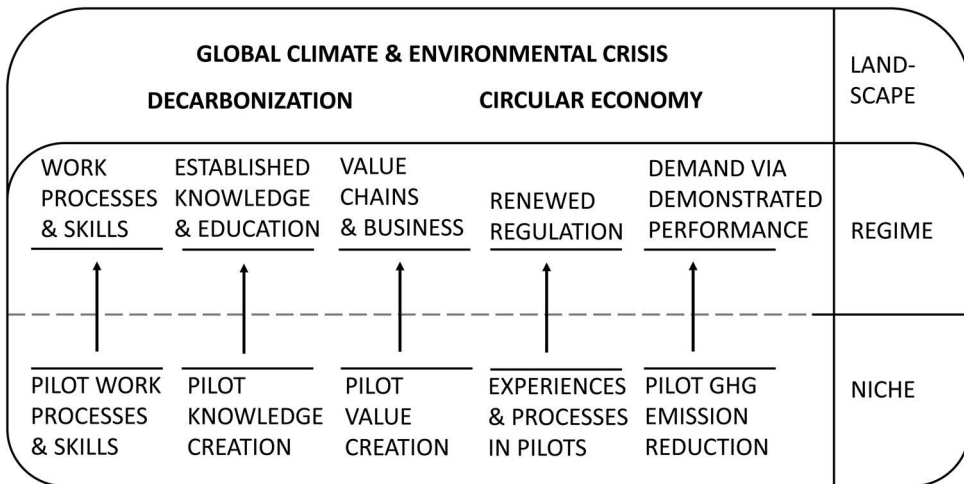 GLOBAL CLIMATE & ENVIRONMENTAL CRISIS
DECARBONIZATION
CIRCULAR ECONOMY
LAND-
SCAPE
WORK
PROCESSES
& SKILLS
ESTABLISHED
KNOWLEDGE
& EDUCATION
VALUE
CHAINS
& BUSINESS
RENEWED
REGULATION
DEMAND VIA
DEMONSTRATED
PERFORMANCE
REGIME
PILOT WORK
PROCESSES
& SKILLS
PILOT
KNOWLEDGE
CREATION
PILOT
VALUE
CREATION
EXPERIENCES
& PROCESSES
IN PILOTS
PILOT GHG
EMISSION
REDUCTION
NICHE